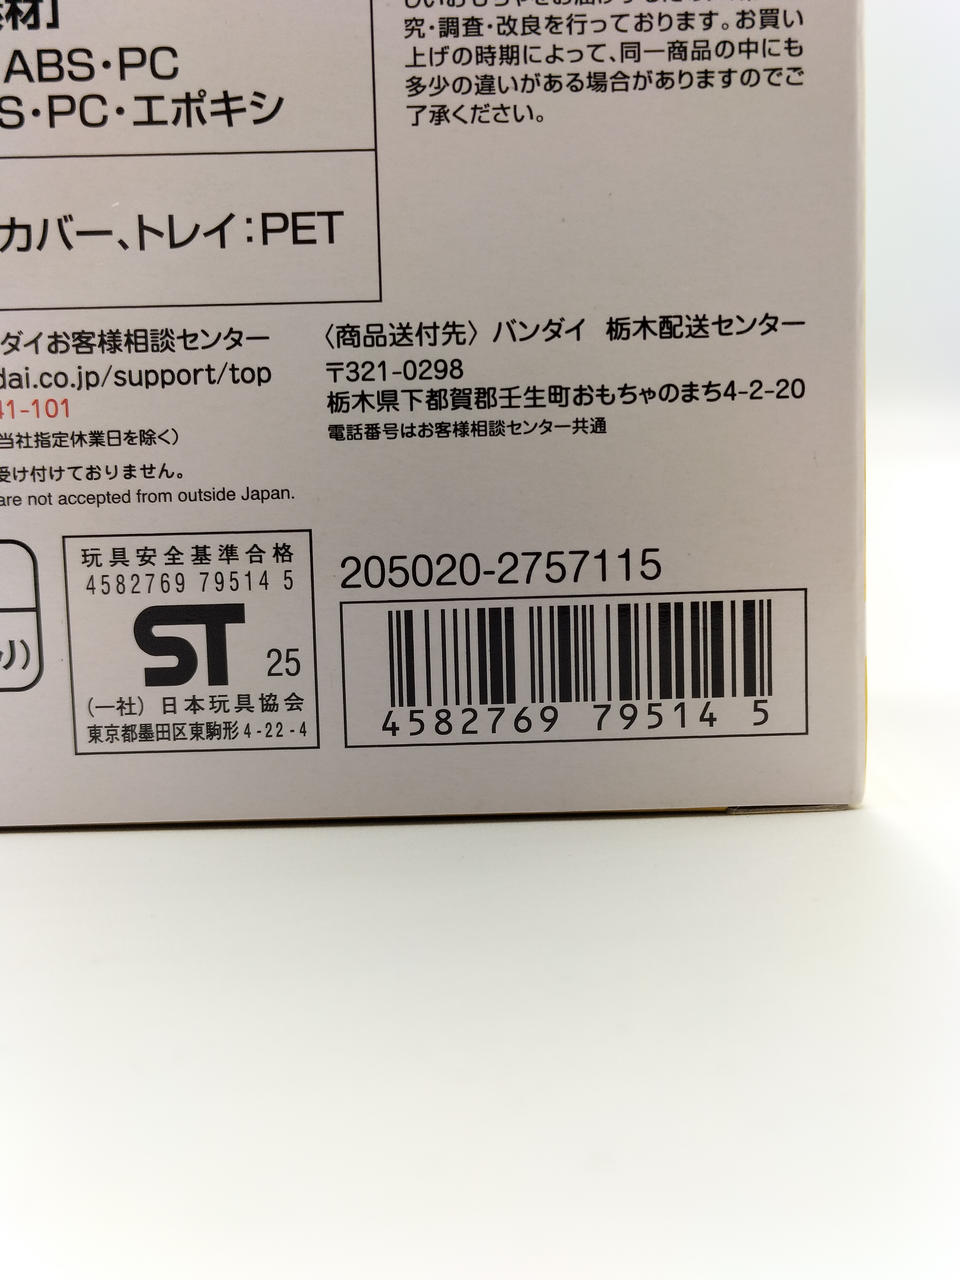 素材]
ABS・PC
S・PC・エポキシ
カバー、トレイ：PET
究・調査・改良を行っております。お買い
上げの時期によって、同一商品の中にも
多少の違いがある場合がありますのでご
了承ください。
ダイお客様相談センター
dai.co.jp/support/top
41-101
当社指定休業日を除く）
受け付けておりません。
are not accepted from outside Japan.
〈商品送付先〉バンダイ 栃木配送センター
〒321-0298
栃木県下都賀郡壬生町おもちゃのまち4-2-20
電話番号はお客様相談センター共通
玩具安全基準合格
4582769 79514 5
ST 25
（一社）日本玩具協会
東京都墨田区東駒形4-22-4
205020-2757115
4582769 79514 5